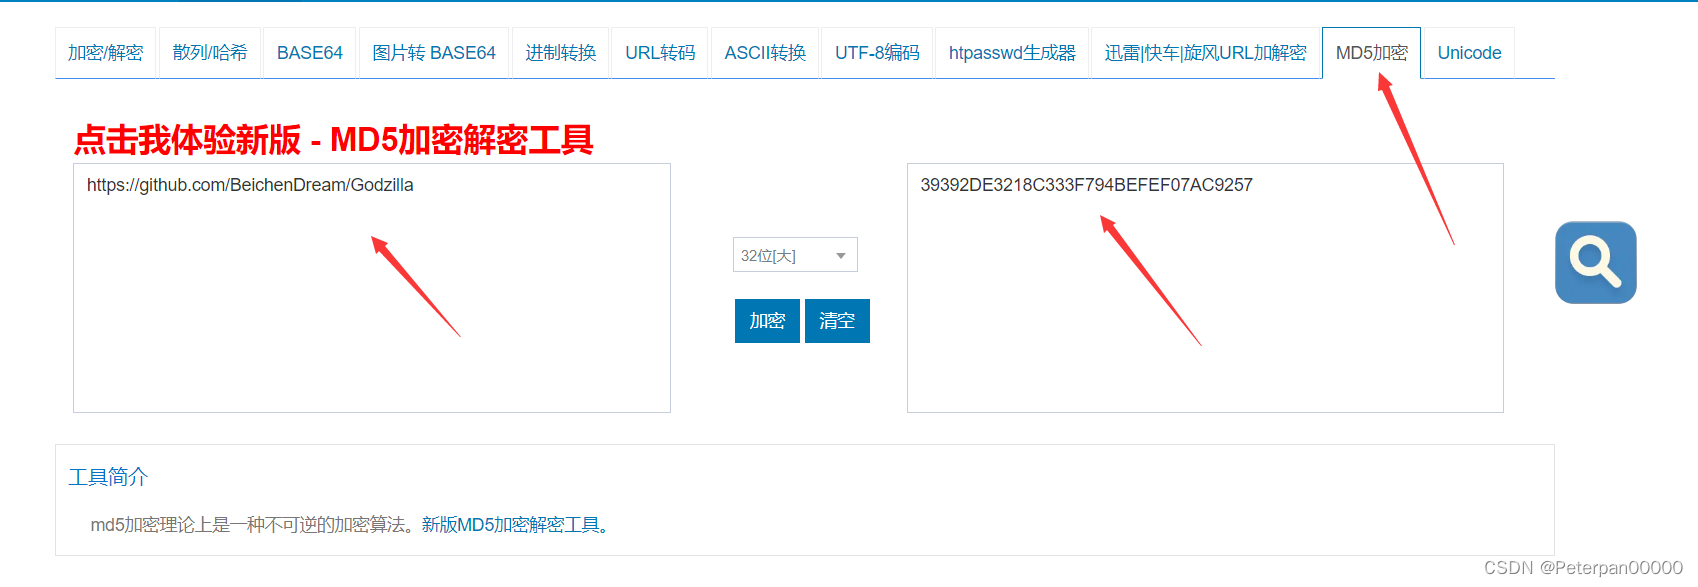 加密/解密 散列/哈希 BASE64 图片转 BASE64 进制转换 URL转码 ASCII转换 UTF-8编码 htpasswd生成器 迅雷|快车|旋风URL加解密 MD5加密 Unicode
点击我体验新版 - MD5加密解密工具
https://github.com/BeichenDream/Godzilla
39392DE3218C333F794BEFEF07AC9257
32位[大]
加密 清空
工具简介
md5加密理论上是一种不可逆的加密算法。新版MD5加密解密工具。
CSDN @Peterpan00000